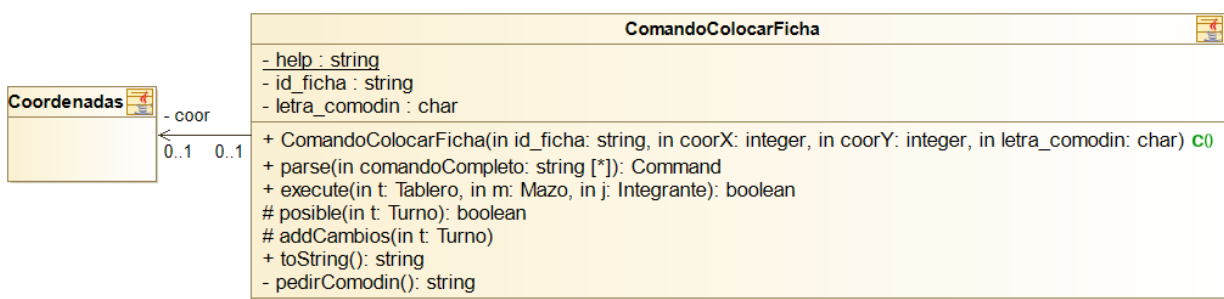 ComandoColocarFicha
- help : string
- id_ficha : string
- letra_comodin : char
Coordenadas
- coor
0..1 0..1
+ ComandoColocarFicha(in id_ficha: string, in coorX: integer, in coorY: integer, in letra_comodin: char) C()
+ parse(in comandoCompleto: string [*]): Command
+ execute(in t: Tablero, in m: Mazo, in j: Integrante): boolean
# posible(in t: Turno): boolean
# addCambios(in t: Turno)
+ toString(): string
- pedirComodin(): string